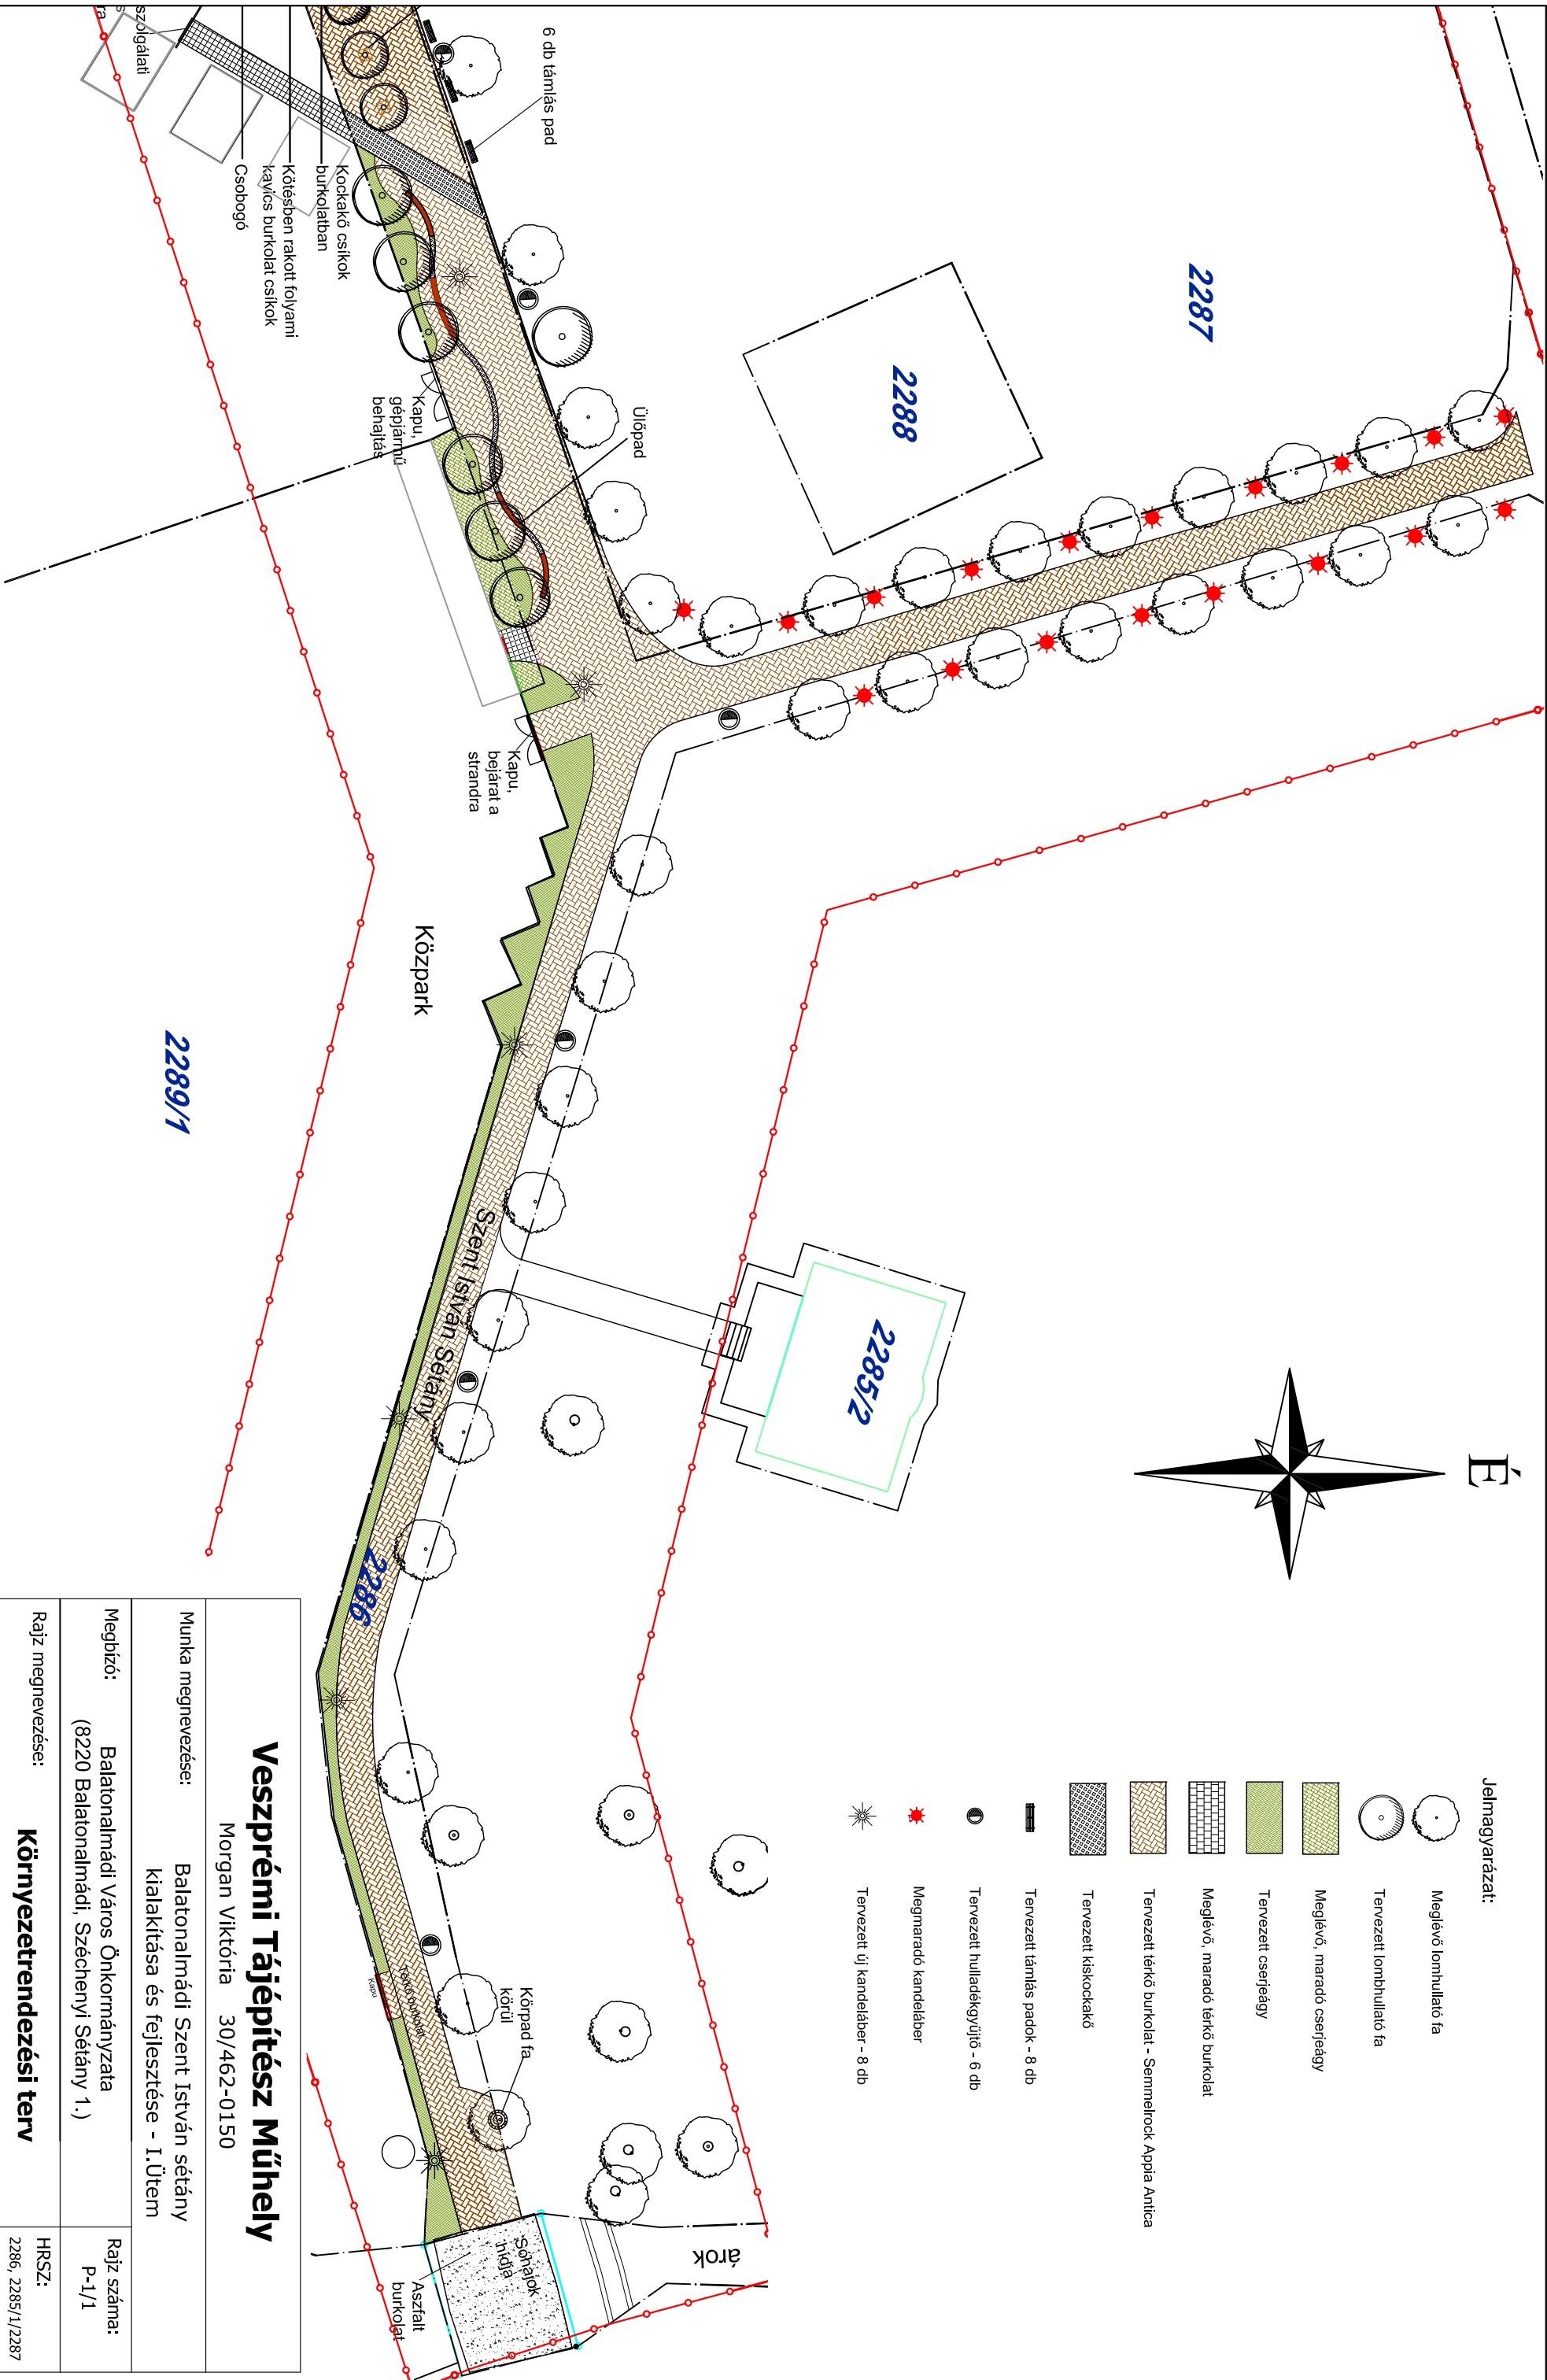 É
Jelmagyarázat:
Meglévő lomhullató fa
Tervezett lombhullató fa
Meglévő, maradó cserjeágy
Tervezett cserjeágy
Meglévő, maradó térkő burkolat
Tervezett térkő burkolat - Semmelrock Appia Antica
Tervezett kiskockakő
Tervezett támlás padok - 8 db
Tervezett hulladékgyűjtő - 6 db
Megmaradó kandeláber
Tervezett új kandeláber - 8 db
2287
2288
2285/2
6 db támlás pad
Ülőpad
szolgálati
Kockakő csíkok
burkolatban
Kötésben rakott folyami
kavics burkolat csíkok
Csobogó
Kapu,
gépjármű
behajtás
Kapu,
bejárat a
strandra
Közpark
2289/1
Szent István Sétány
2286
Körpad fa
körül
Térkő burkolat
Kapu
árok
Sóhajok
hídja
Aszfalt
burkolat
Veszprémi Tájépítész Műhely
Morgan Viktória 30/462-0150
Munka megnevezése:
Balatonalmádi Szent István sétány
kialakítása és fejlesztése - I.Ütem
Megbízó:
Balatonalmádi Város Önkormányzata
(8220 Balatonalmádi, Széchenyi Sétány 1.)
Rajz száma:
P-1/1
Rajz megnevezése:
Környezetrendezési terv
HRSZ:
2286, 2285/1/2287